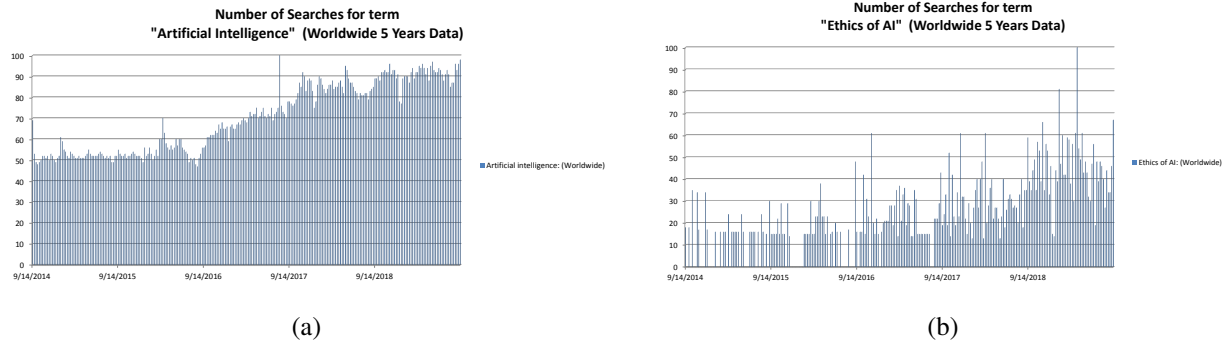 Number of Searches for term
"Artificial Intelligence" (Worldwide 5 Years Data)
100
90
80
70
60
50
40
30
20
10
0
9/14/2014 9/14/2015 9/14/2016 9/14/2017 9/14/2018
Artificial intelligence: (Worldwide)
(a)
Number of Searches for term
"Ethics of AI" (Worldwide 5 Years Data)
100
90
80
70
60
50
40
30
20
10
0
9/14/2014 9/14/2015 9/14/2016 9/14/2017 9/14/2018
Ethics of AI: (Worldwide)
(b)